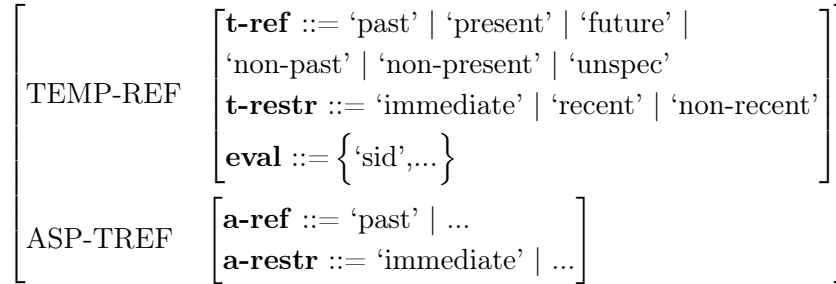 TEMP-REF
t-ref ::= ‘past’ | ‘present’ | ‘future’ |
‘non-past’ | ‘non-present’ | ‘unspec’
t-restr ::= ‘immediate’ | ‘recent’ | ‘non-recent’
eval ::= {‘sid’,...}
ASP-TREF
a-ref ::= ‘past’ | ...
a-restr ::= ‘immediate’ | ...